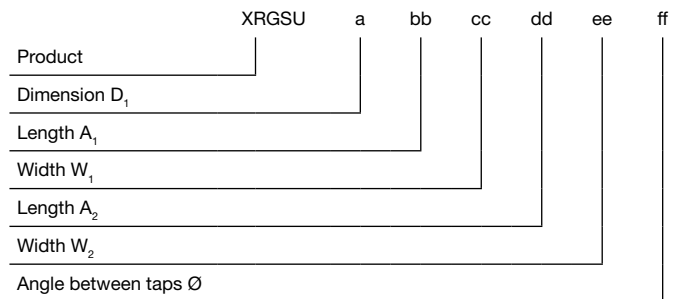 XRGSU a bb cc dd ee ff
Product
Dimension D₁
Length A₁
Width W₁
Length A₂
Width W₂
Angle between taps Ø